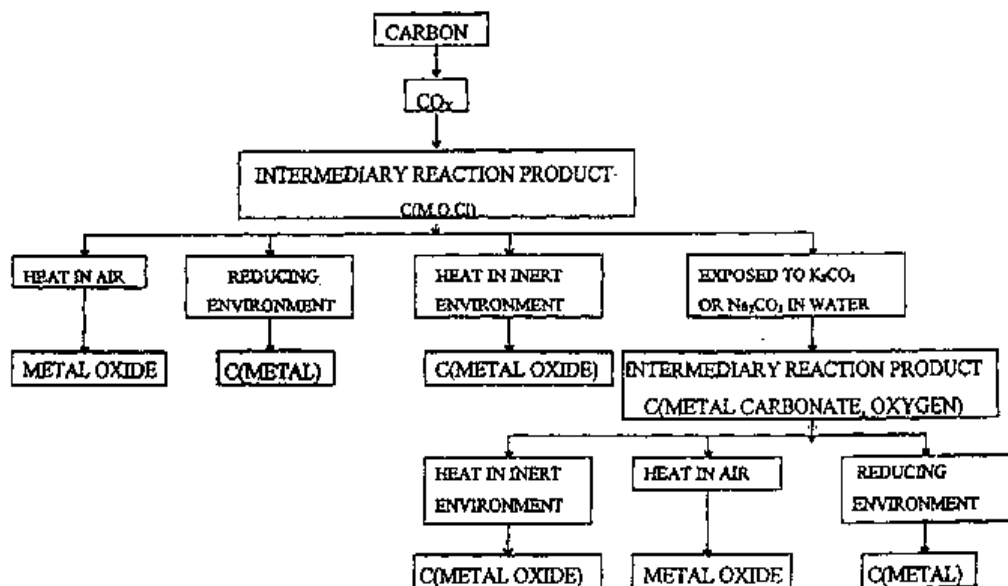 CARBON
COx
INTERMEDIARY REACTION PRODUCT-
C(M.O.Cl)
HEAT IN AIR
REDUCING
ENVIRONMENT
HEAT IN INERT
ENVIRONMENT
EXPOSED TO K₂CO₃
OR Na₂CO₃ IN WATER
METAL OXIDE
C(METAL)
C(METAL OXIDE)
INTERMEDIARY REACTION PRODUCT
C(METAL CARBONATE, OXYGEN)
HEAT IN INERT
ENVIRONMENT
HEAT IN AIR
REDUCING
ENVIRONMENT
C(METAL OXIDE)
METAL OXIDE
C(METAL)